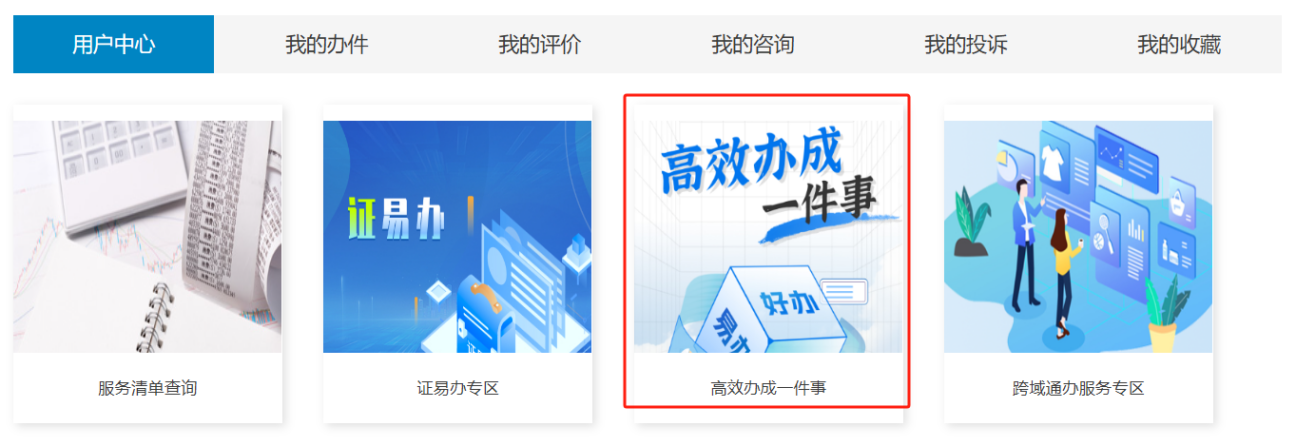 用户中心 我的办件 我的评价 我的咨询 我的投诉 我的收藏
证易办
高效办成
一件事
好办
易办
服务清单查询 证易办专区 高效办成一件事 跨域通办服务专区